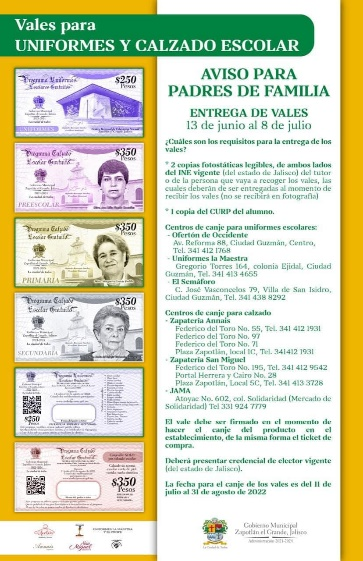 Vales para
UNIFORMES Y CALZADO ESCOLAR
AVISO PARA
PADRES DE FAMILIA
ENTREGA DE VALES
13 de junio al 8 de julio
¿Cuáles son los requisitos para la entrega de los
vales?
* 2 copias fotostáticas legibles, de ambos lados
del INE vigente (del estado de Jalisco) del tutor
o de la persona que vaya a recoger los vales, las
cuales deberán de ser entregadas al momento de
recibir los vales (no se recibirá en fotografía)
* 1 copia del CURP del alumno.
Centros de canje para uniformes escolares:
- Ofertón de Occidente
Av. Reforma 88, Ciudad Guzmán, Centro,
Tel. 341 412 1768
- Uniformes la Maestra
Gregorio Torres 164, colonia Ejidal, Ciudad
Guzmán, Tel. 341 413 4655
- El Semáforo
C. José Vasconcelos 79, Villa de San Isidro,
Ciudad Guzmán, Tel. 341 438 8292
Centros de canje para calzado
- Zapatería Annais
Federico del Toro No. 55, Tel. 341 412 1931
Federico del Toro No. 97
Federico del Toro No. 71
Plaza Zapotlán, local 1C, Tel. 341412 1931
- Zapatería San Miguel
Federico del Toro No. 195, Tel. 341 412 9542
Portal Herrera y Cairo No. 28
Plaza Zapotlán, Local 5C, Tel. 341 413 3728
- JAMA
Atoyac No. 602, col. Solidaridad (Mercado de
Solidaridad) Tel 331 924 7779
El vale debe ser firmado en el momento de
hacer el canje del producto en el
establecimiento, de la misma forma el ticket de
compra.
Deberá presentar credencial de elector vigente
(del estado de Jalisco).
La fecha para el canje de los vales es del 11 de
julio al 31 de agosto de 2022
Programa Uniformes
Escolares Gratuitos
$250
Pesos
UNIFORMES
Programa Calzado
Escolar Gratuito
$350
Pesos
PREESCOLAR
Programa Calzado
Escolar Gratuito
$350
Pesos
PRIMARIA
Programa Calzado
Escolar Gratuito
$350
Pesos
SECUNDARIA
$250
Pesos
$350
Pesos
Gobierno Municipal
Zapotlán el Grande, Jalisco